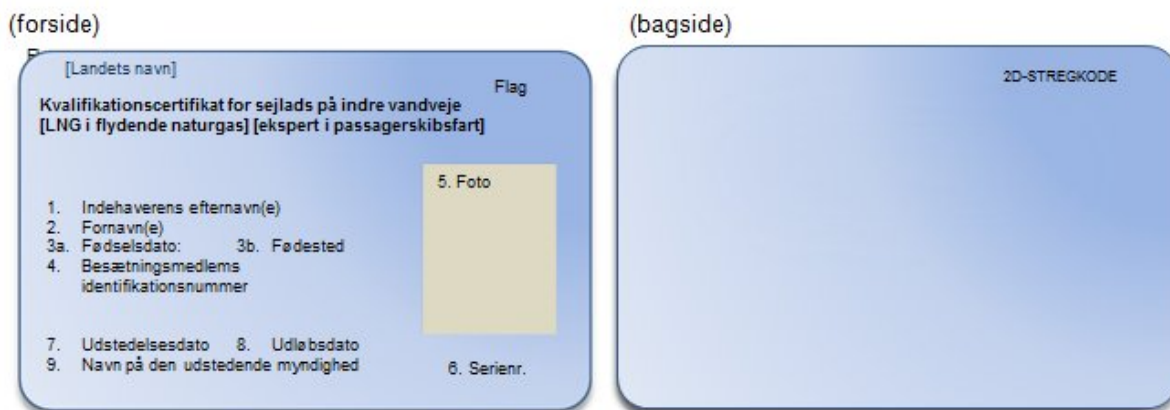 (forside)
(bagside)
[Landets navn]
Flag
Kvalifikationscertifikat for sejlads på indre vandveje
[LNG i flydende naturgas] [ekspert i passagerskibsfart]
5. Foto
1. Indehaverens efternavn(e)
2. Fornavn(e)
3a. Fødselsdato: 3b. Fødested
4. Besætningsmedlems
identifikationsnummer
7. Udstedelsesdato 8. Udløbsdato
9. Navn på den udstedende myndighed
6. Serienr.
2D-STREGKODE